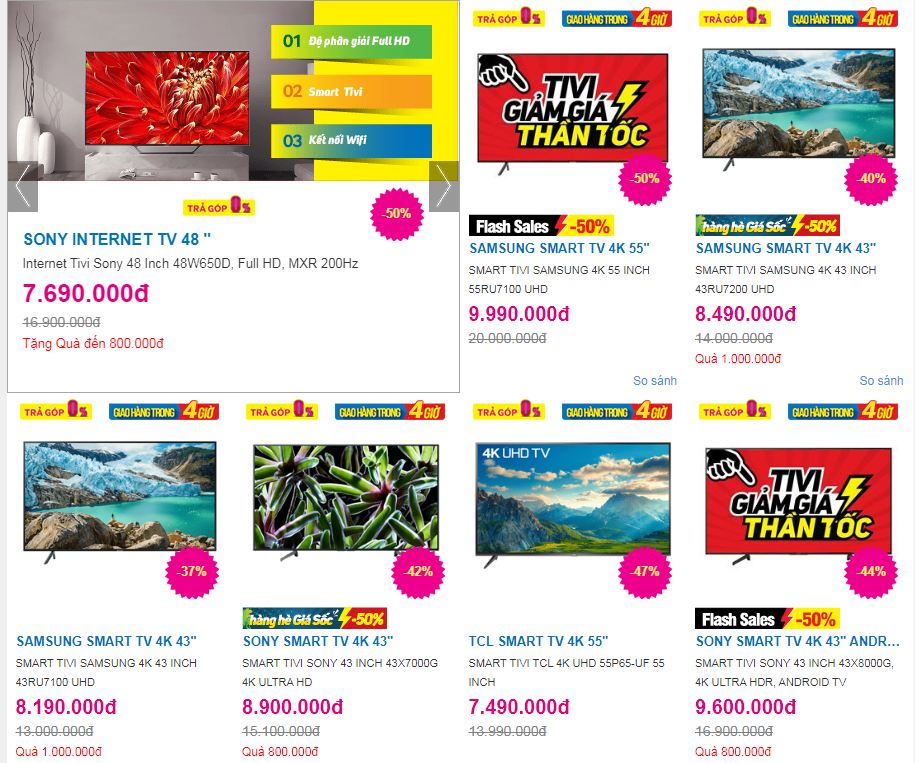 01 Độ phân giải Full HD
02 Smart Tivi
03 Kết nối Wifi
TRẢ GÓP 0%
-50%
SONY INTERNET TV 48 "
Internet Tivi Sony 48 Inch 48W650D, Full HD, MXR 200Hz
7.690.000đ
16.900.000đ
Tặng Quà đến 800.000đ
TRẢ GÓP 0%
GIAO HÀNG TRONG 4 GIỜ
TIVI
GIẢM GIÁ
THẦN TỐC
-50%
Flash Sales -50%
SAMSUNG SMART TV 4K 55"
SMART TIVI SAMSUNG 4K 55 INCH
55RU7100 UHD
9.990.000đ
20.000.000đ
So sánh
TRẢ GÓP 0%
GIAO HÀNG TRONG 4 GIỜ
-40%
hàng hè Giá Sốc -50%
SAMSUNG SMART TV 4K 43"
SMART TIVI SAMSUNG 4K 43 INCH
43RU7200 UHD
8.490.000đ
14.000.000đ
Quà 1.000.000đ
So sánh
TRẢ GÓP 0%
GIAO HÀNG TRONG 4 GIỜ
-37%
SAMSUNG SMART TV 4K 43"
SMART TIVI SAMSUNG 4K 43 INCH
43RU7100 UHD
8.190.000đ
13.000.000đ
Quà 1.000.000đ
TRẢ GÓP 0%
GIAO HÀNG TRONG 4 GIỜ
-42%
hàng hè Giá Sốc -50%
SONY SMART TV 4K 43"
SMART TIVI SONY 43 INCH 43X7000G
4K ULTRA HD
8.900.000đ
15.100.000đ
Quà 800.000đ
TRẢ GÓP 0%
GIAO HÀNG TRONG 4 GIỜ
4K UHD TV
-47%
TCL SMART TV 4K 55"
SMART TIVI TCL 4K UHD 55P65-UF 55
INCH
7.490.000đ
13.990.000đ
TRẢ GÓP 0%
GIAO HÀNG TRONG 4 GIỜ
TIVI
GIẢM GIÁ
THẦN TỐC
-44%
Flash Sales -50%
SONY SMART TV 4K 43" ANDR...
SMART TIVI SONY 43 INCH 43X8000G,
4K ULTRA HDR, ANDROID TV
9.600.000đ
16.900.000đ
Quà 800.000đ